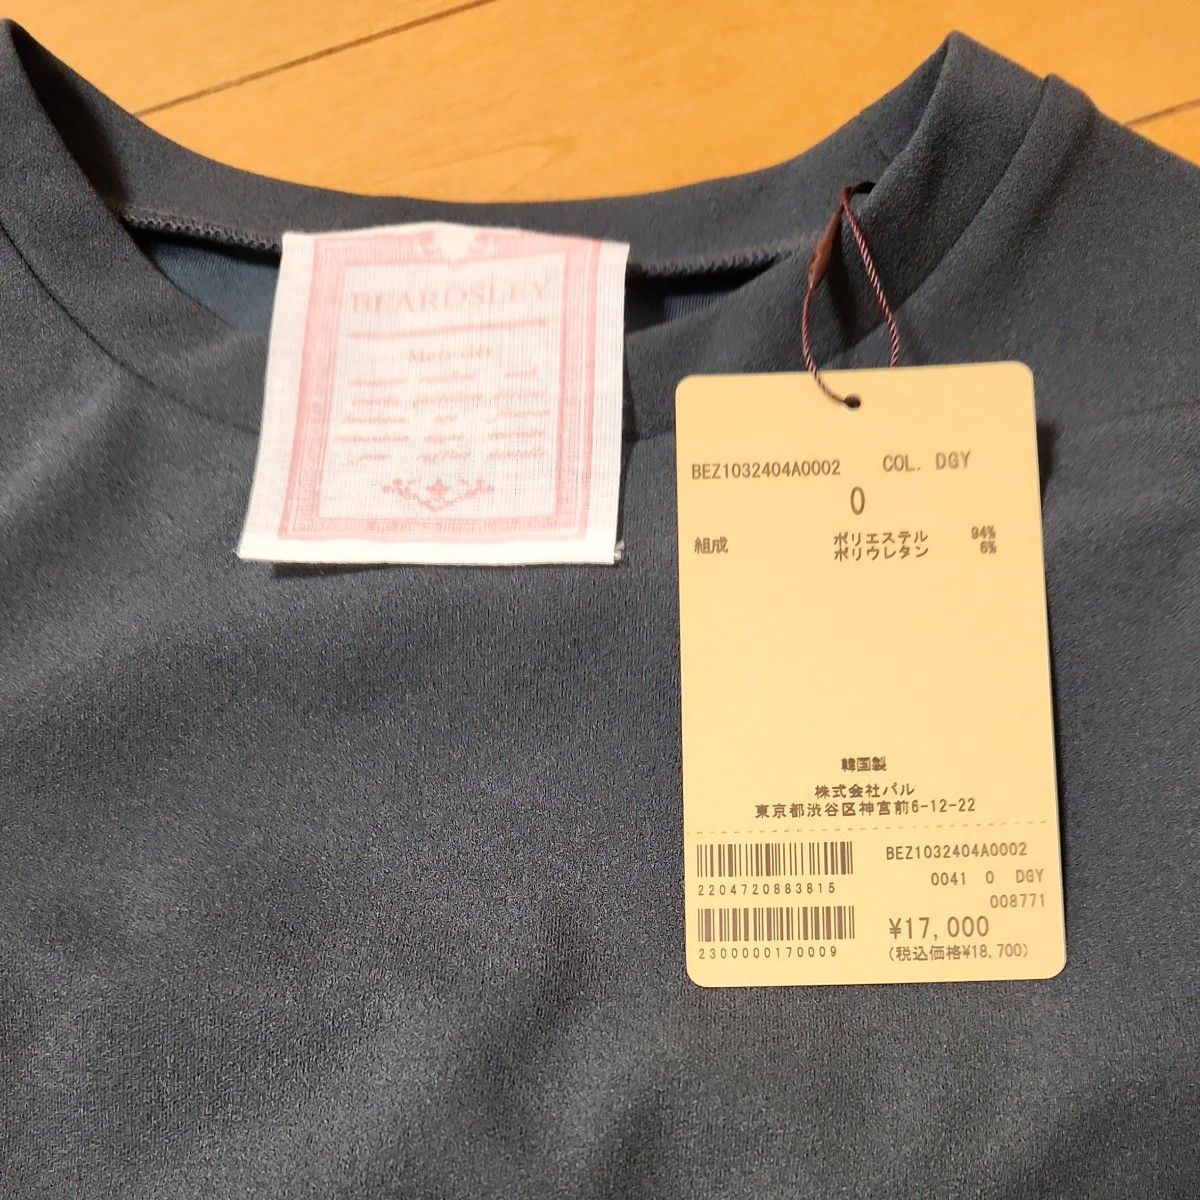 BEARDSLEY
Mots-clés
BEZ1032404A0002 COL. DGY
0
組成 ポリエステル 94%
ポリウレタン 6%
韓国製
株式会社パル
東京都渋谷区神宮前6-12-22
BEZ1032404A0002
2204720883815
0041 0 DGY
008771
¥17,000
2300000170009
(税込価格¥18,700)